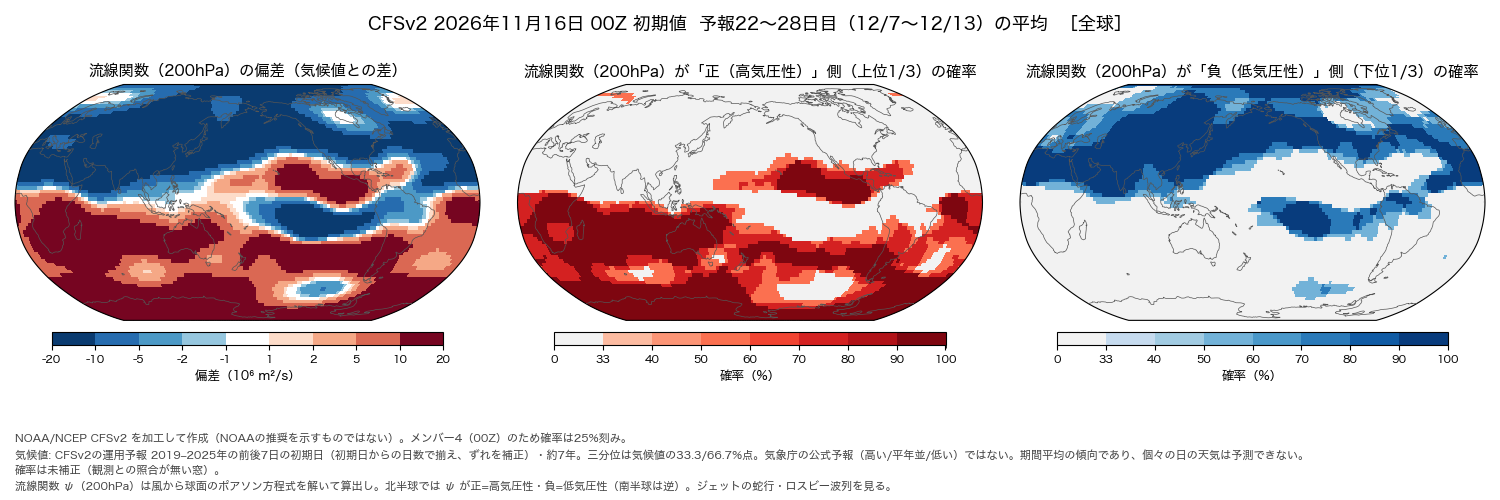 CFSv2 2026年11月16日 00Z 初期値 予報22～28日目（12/7～12/13）の平均 ［全球］
流線関数（200hPa）の偏差（気候値との差）
流線関数（200hPa）が「正（高気圧性）」側（上位1/3）の確率
流線関数（200hPa）が「負（低気圧性）」側（下位1/3）の確率
-20 -10 -5 -2 -1 1 2 5 10 20
偏差（10⁶ m²/s）
0 33 40 50 60 70 80 90 100
確率（%）
0 33 40 50 60 70 80 90 100
確率（%）
NOAA/NCEP CFSv2 を加工して作成（NOAAの推奨を示すものではない）。メンバー4（00Z）のため確率は25%刻み。
気候値: CFSv2の運用予報 2019–2025年の前後7日の初期日（初期日からの日数で揃え、ずれを補正）・約7年。三分位は気候値の33.3/66.7%点。気象庁の公式予報（高い/平年並/低い）ではない。期間平均の傾向であり、個々の日の天気は予測できない。
確率は未補正（観測との照合が無い窓）。
流線関数 ψ（200hPa）は風から球面のポアソン方程式を解いて算出し。北半球では ψ が正=高気圧性・負=低気圧性（南半球は逆）。ジェットの蛇行・ロスビー波列を見る。